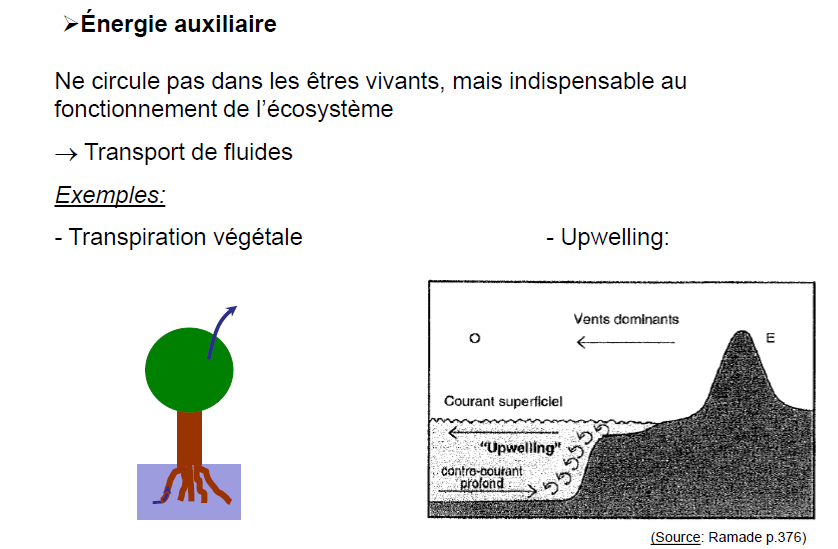 ➢Énergie auxiliaire
Ne circule pas dans les êtres vivants, mais indispensable au
fonctionnement de l'écosystème
→ Transport de fluides
Exemples:
- Transpiration végétale
- Upwelling:
Vents dominants
O
E
Courant superficiel
"Upwelling"
contre-courant
profond
(Source: Ramade p.376)